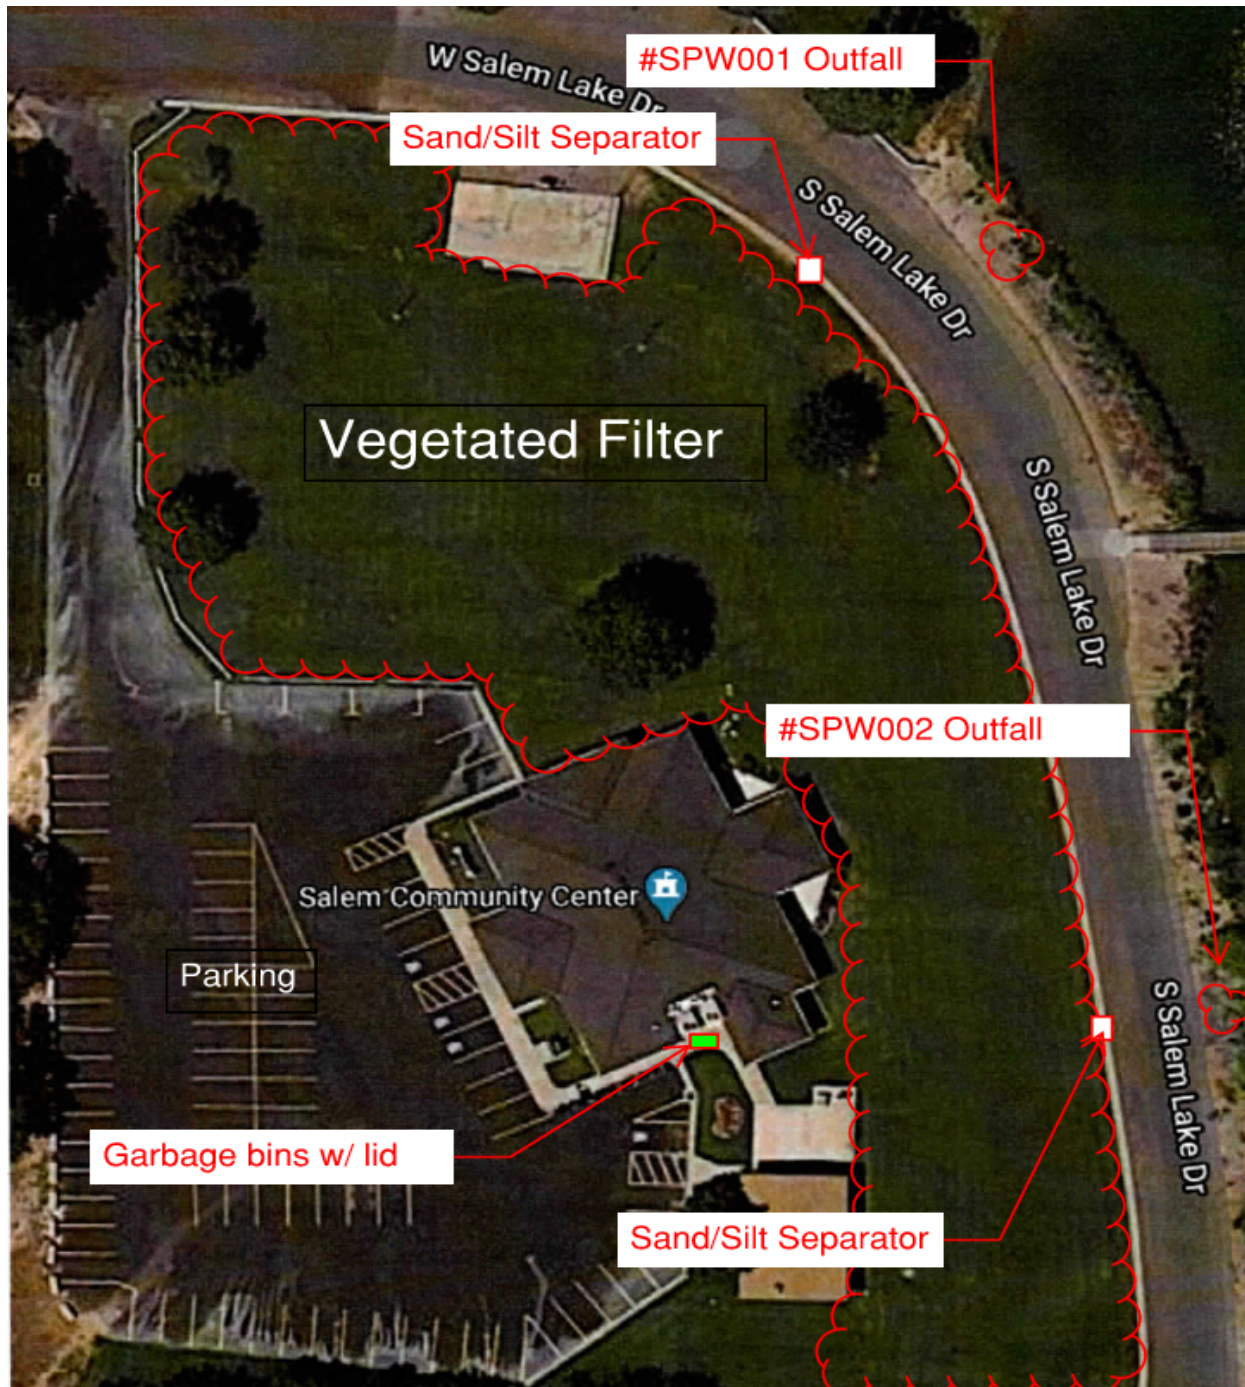 W Salem Lake Dr
#SPW001 Outfall
Sand/Silt Separator
S Salem Lake Dr
Vegetated Filter
S Salem Lake Dr
#SPW002 Outfall
Salem Community Center
Parking
S Salem Lake Dr
Garbage bins w/ lid
Sand/Silt Separator